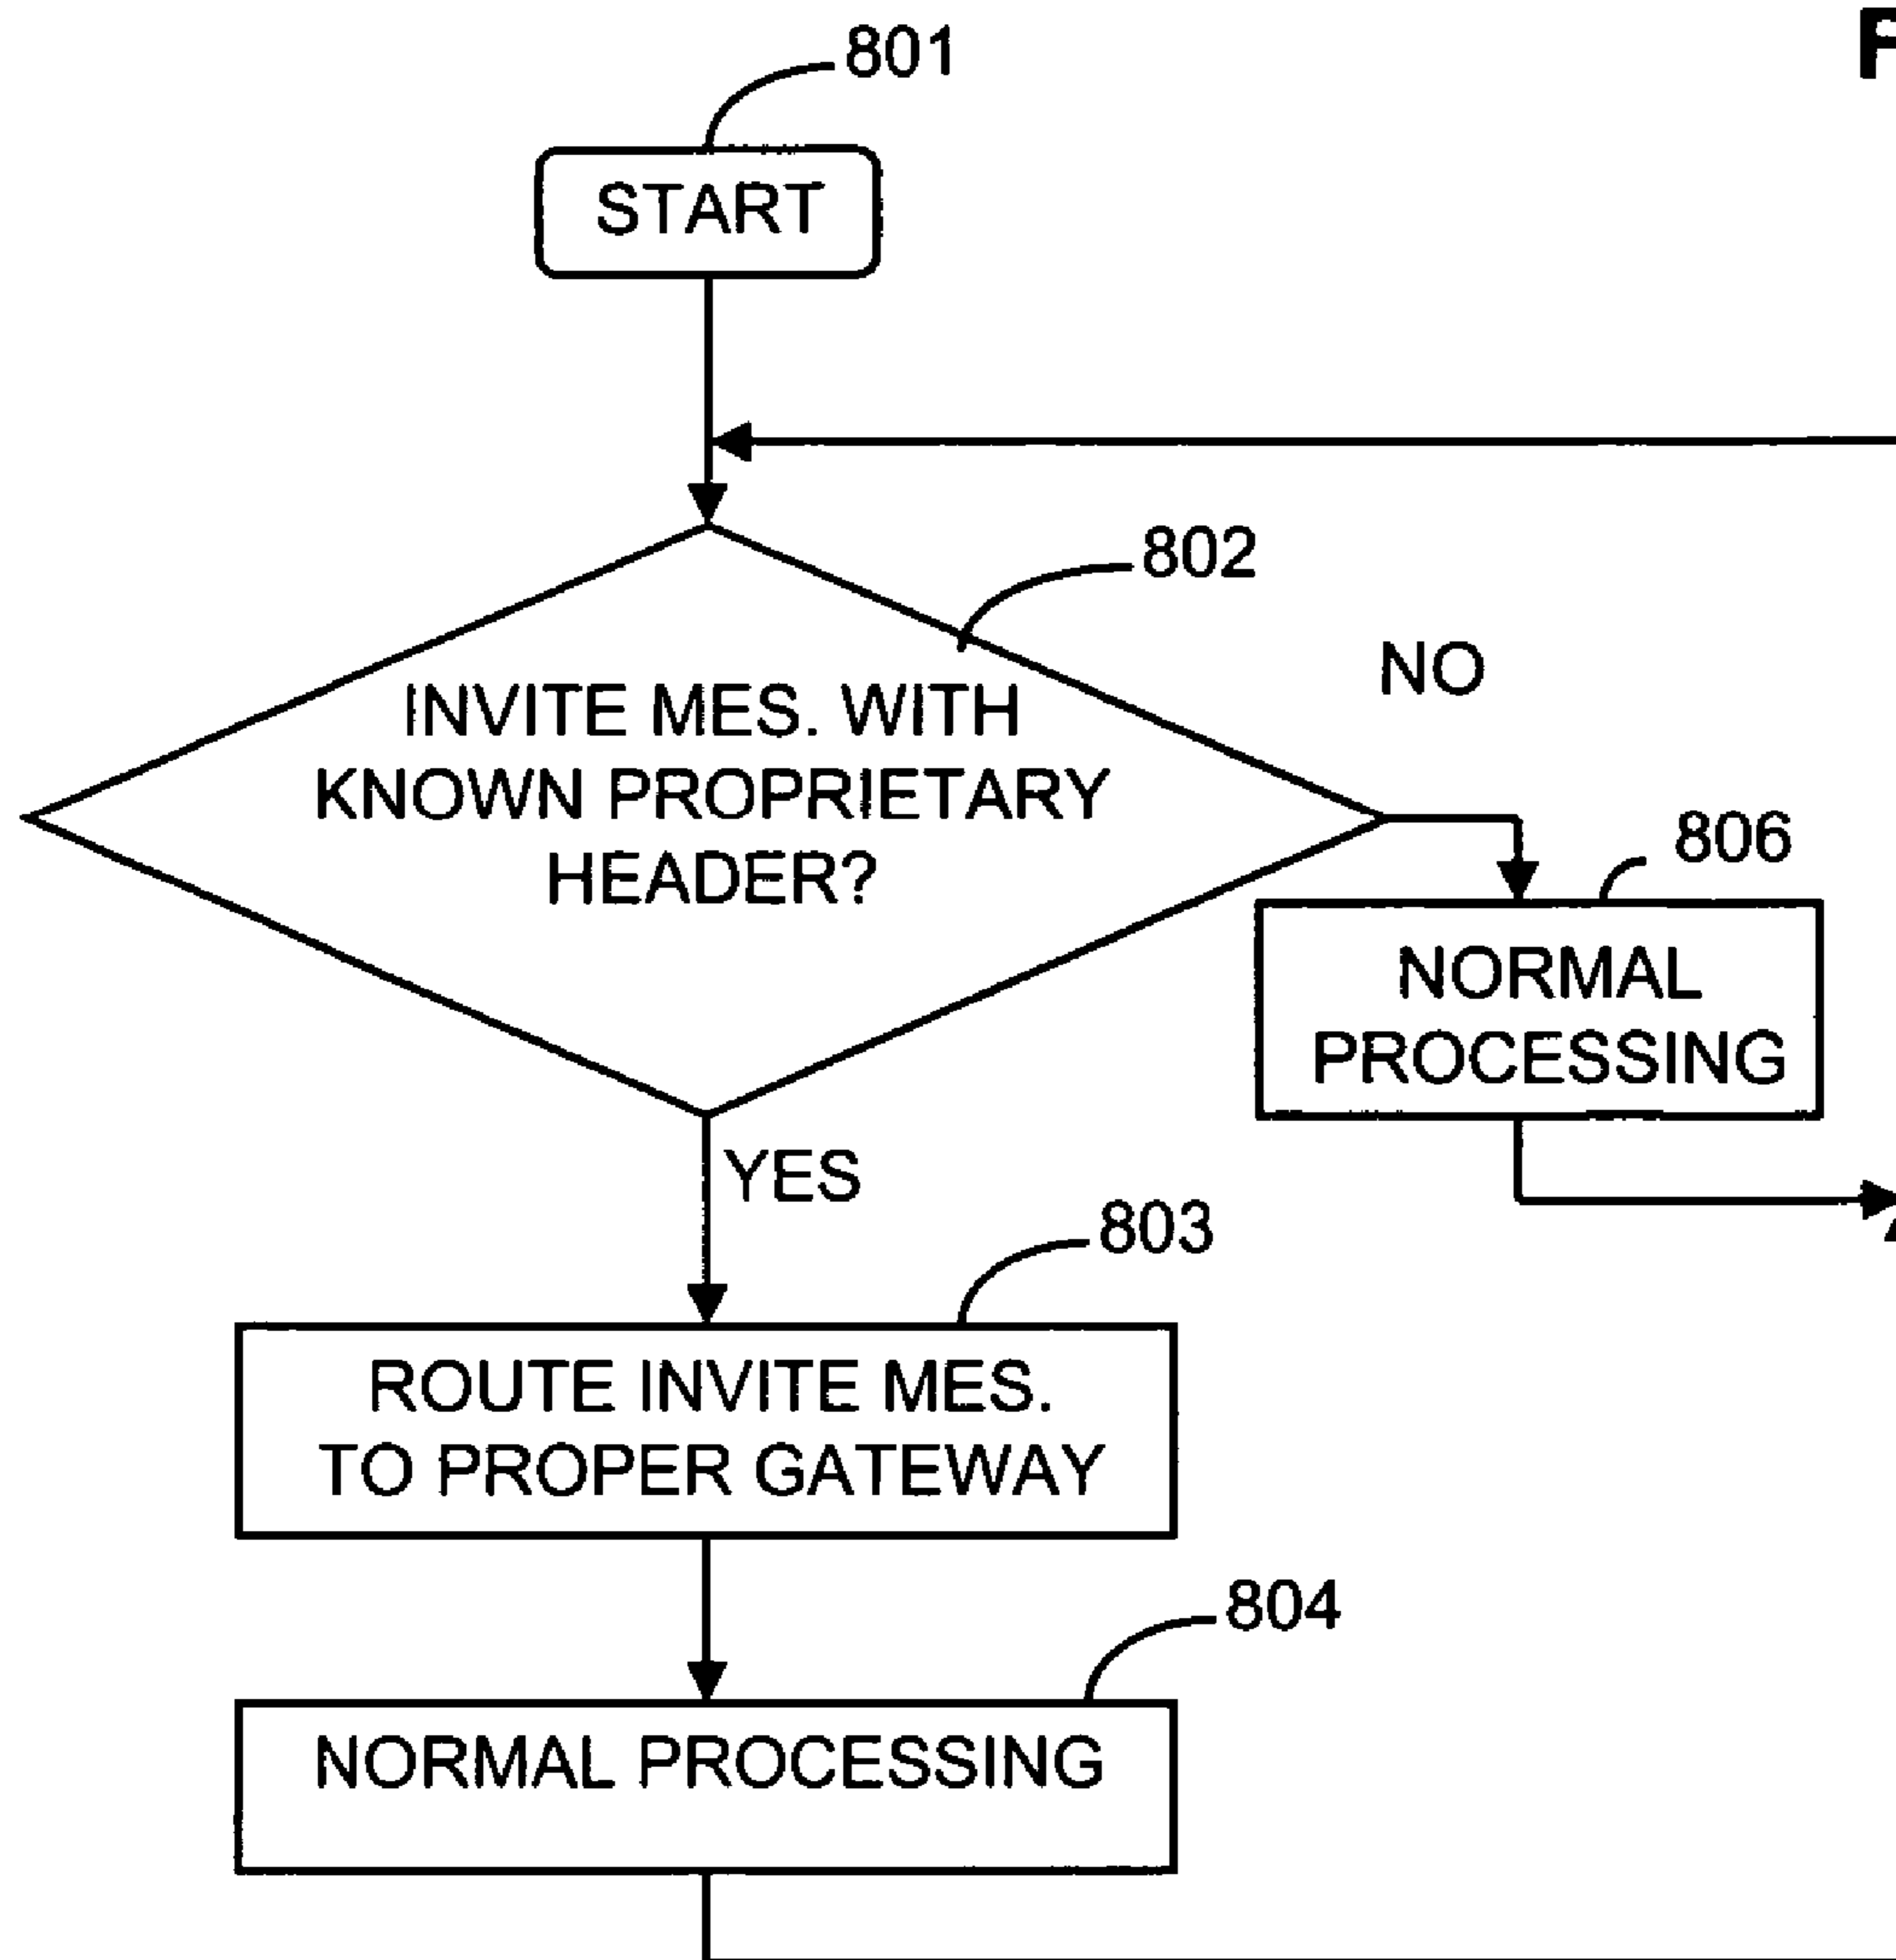 801
START
802
INVITE MES. WITH
KNOWN PROPRIETARY
HEADER?
NO
806
NORMAL
PROCESSING
YES
803
ROUTE INVITE MES.
TO PROPER GATEWAY
804
NORMAL PROCESSING